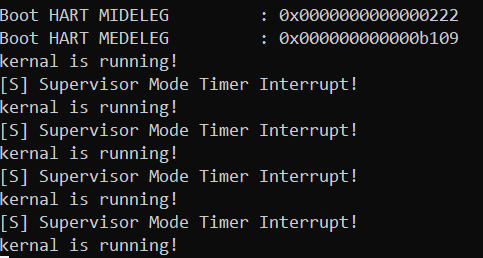 Boot HART MIDELEG         : 0x0000000000000222
Boot HART MEDELEG         : 0x000000000000b109
kernal is running!
[S] Supervisor Mode Timer Interrupt!
kernal is running!
[S] Supervisor Mode Timer Interrupt!
kernal is running!
[S] Supervisor Mode Timer Interrupt!
kernal is running!
[S] Supervisor Mode Timer Interrupt!
kernal is running!